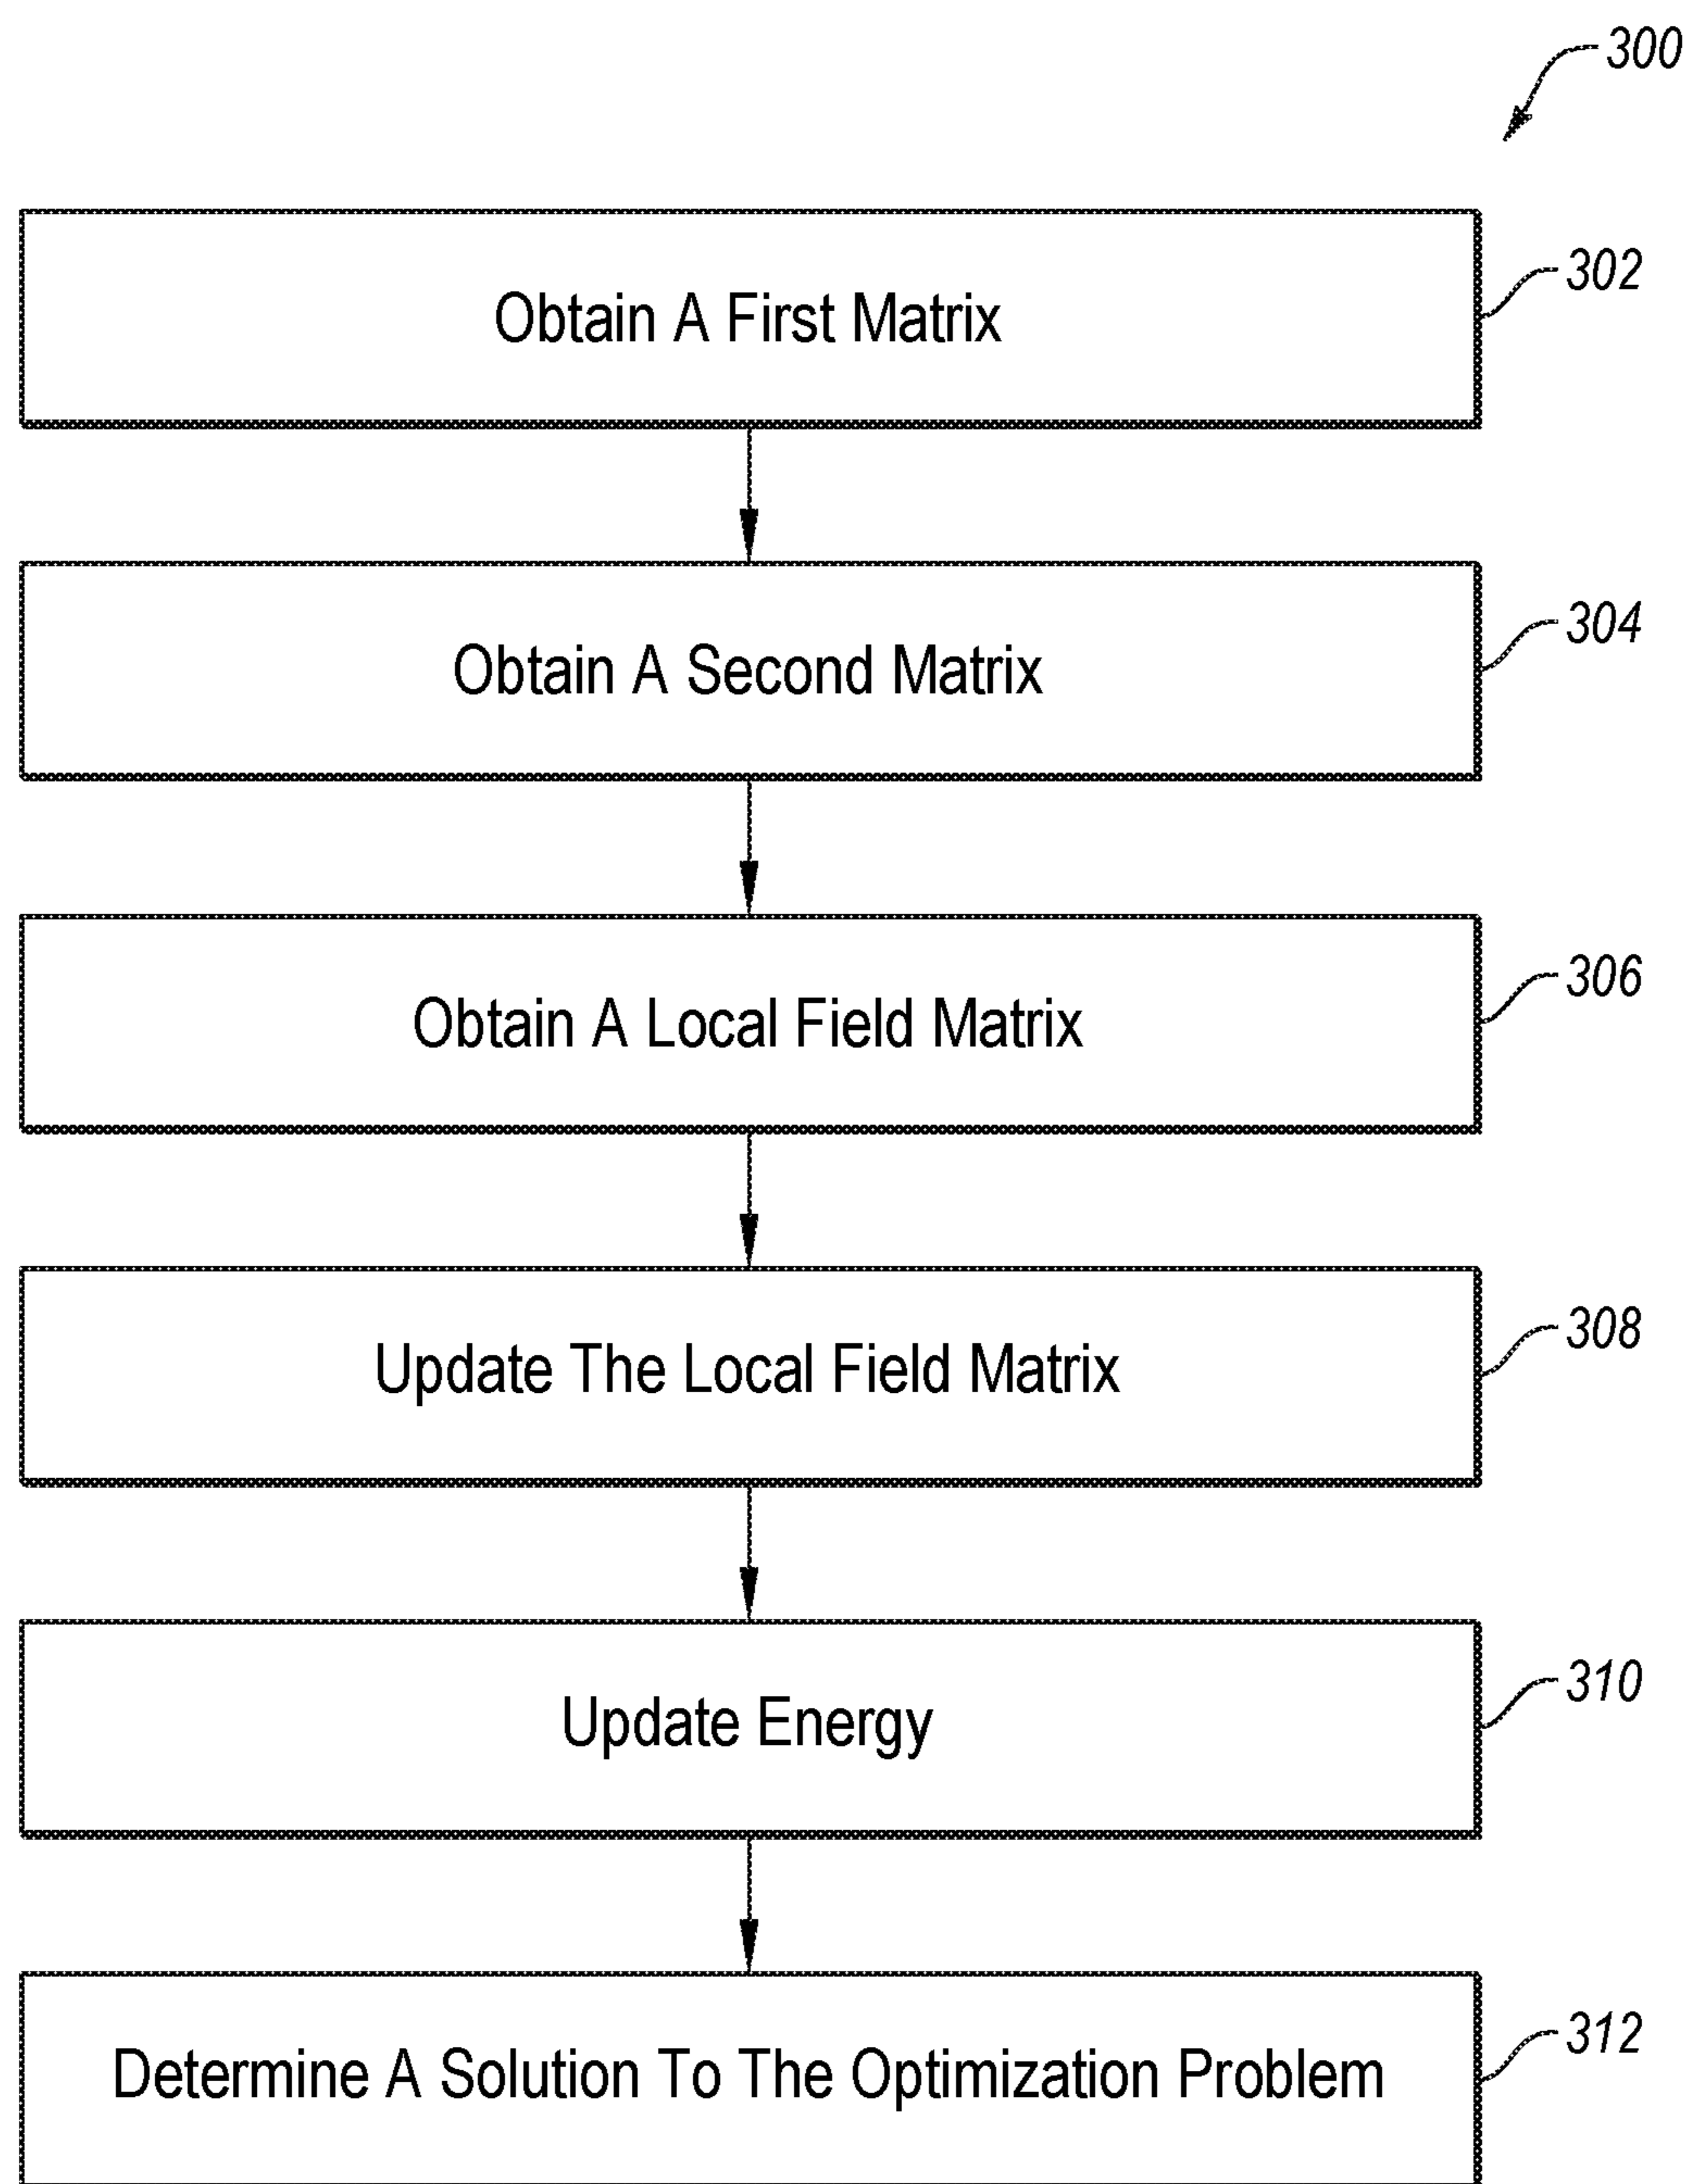 300
Obtain A First Matrix
302
Obtain A Second Matrix
304
Obtain A Local Field Matrix
306
Update The Local Field Matrix
308
Update Energy
310
Determine A Solution To The Optimization Problem
312